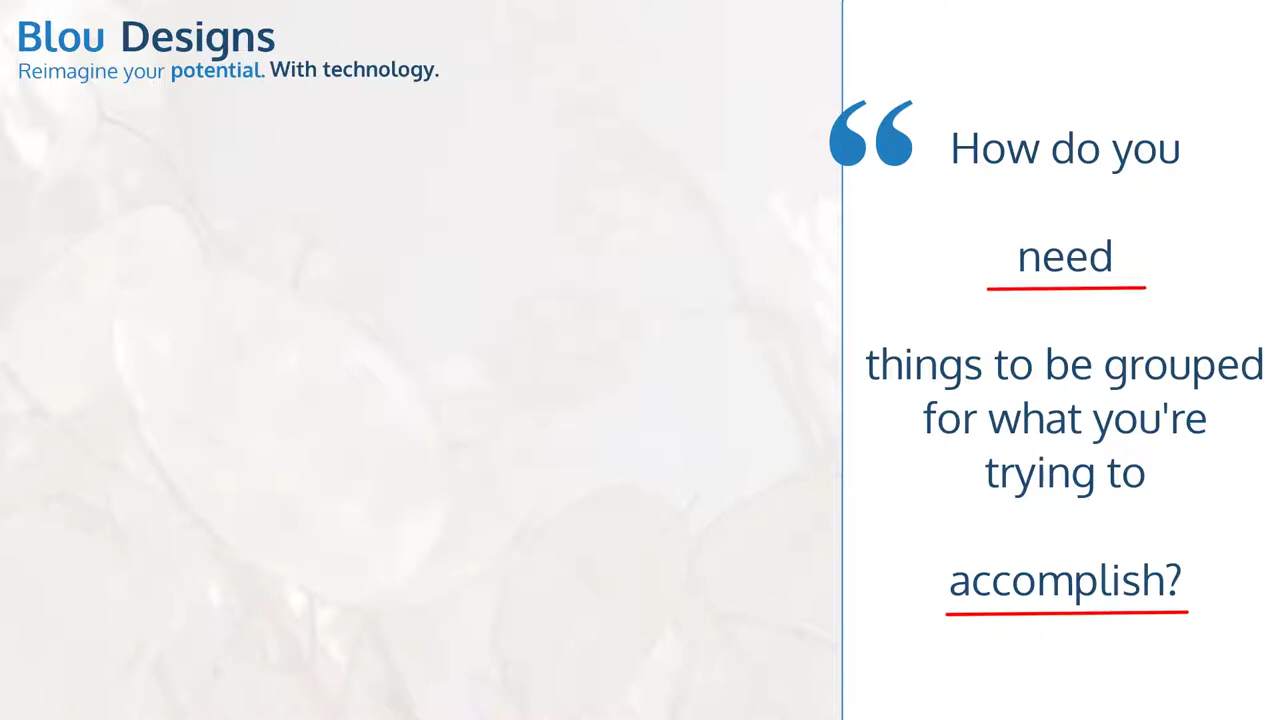 Blou Designs
Reimagine your potential. With technology.
“ How do you
need
things to be grouped
for what you're
trying to
accomplish?